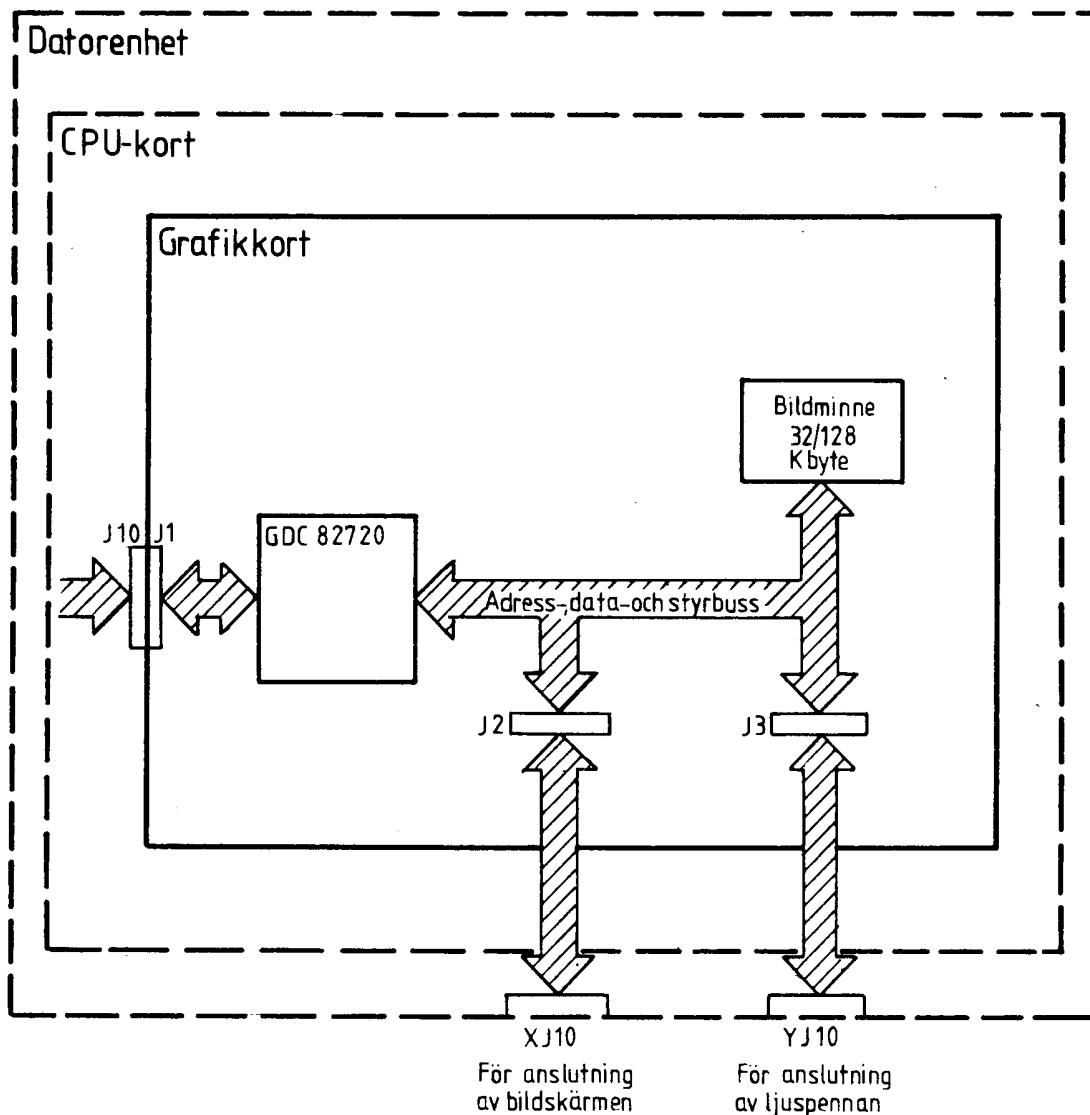 Datorenhet
CPU-kort
Grafikkort
Bildminne
32/128
Kbyte
J10 J1
GDC 82720
Adress-,data-och styrbuss
J2
J3
XJ10
YJ10
För anslutning
av bildskärmen
För anslutning
av ljuspennan